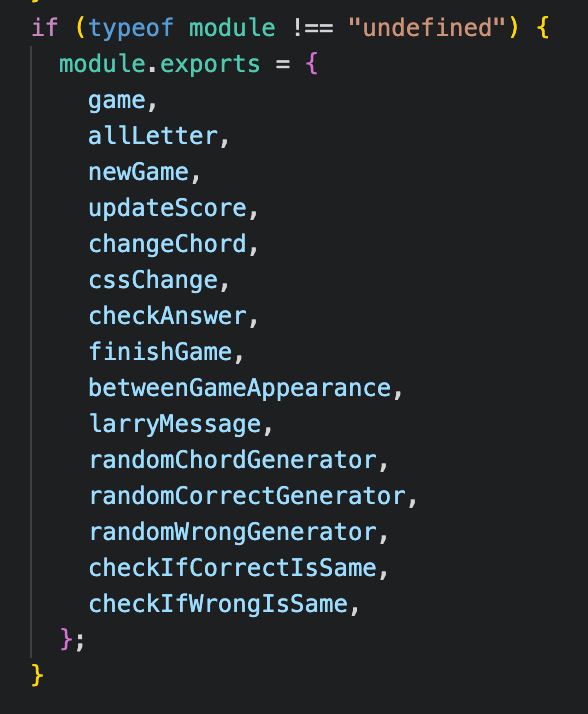 if (typeof module !== "undefined") {
module.exports = {
game,
allLetter,
newGame,
updateScore,
changeChord,
cssChange,
checkAnswer,
finishGame,
betweenGameAppearance,
larryMessage,
randomChordGenerator,
randomCorrectGenerator,
randomWrongGenerator,
checkIfCorrectIsSame,
checkIfWrongIsSame,
};
}